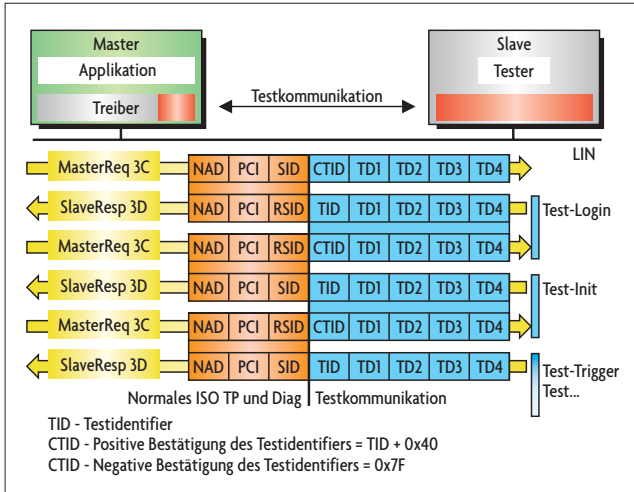 Master
Applikation
Treiber
Testkommunikation
Slave
Tester
LIN
MasterReq 3C NAD PCI SID CTID TD1 TD2 TD3 TD4
SlaveResp 3D NAD PCI RSID TID TD1 TD2 TD3 TD4
Test-Login
MasterReq 3C NAD PCI RSID CTID TD1 TD2 TD3 TD4
SlaveResp 3D NAD PCI SID TID TD1 TD2 TD3 TD4
Test-Init
MasterReq 3C NAD PCI RSID CTID TD1 TD2 TD3 TD4
SlaveResp 3D NAD PCI SID TID TD1 TD2 TD3 TD4
Test-Trigger
Test...
Normales ISO TP und Diag Testkommunikation
TID - Testidentifier
CTID - Positive Bestätigung des Testidentifiers = TID + 0x40
CTID - Negative Bestätigung des Testidentifiers = 0x7F